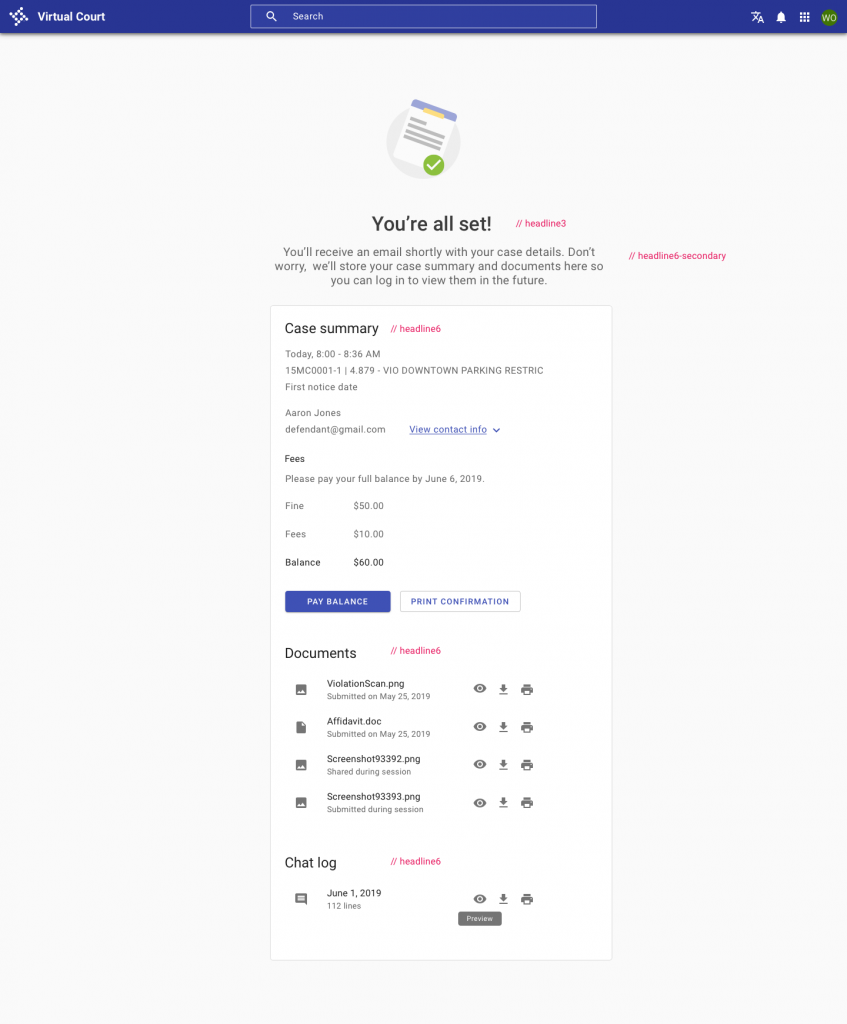 Virtual Court
Search
WO
You're all set!
// headline3
You'll receive an email shortly with your case details. Don't
worry,  we'll store your case summary and documents here so
you can log in to view them in the future.
// headline6-secondary
Case summary
// headline6
Today, 8:00 - 8:36 AM
15MC0001-1 | 4.879 - VIO DOWNTOWN PARKING RESTRIC
First notice date
Aaron Jones
defendant@gmail.com
View contact info
Fees
Please pay your full balance by June 6, 2019.
Fine $50.00
Fees $10.00
Balance $60.00
PAY BALANCE
PRINT CONFIRMATION
Documents
// headline6
ViolationScan.png
Submitted on May 25, 2019
Affidavit.doc
Submitted on May 25, 2019
Screenshot93392.png
Shared during session
Screenshot93393.png
Submitted during session
Chat log
// headline6
June 1, 2019
112 lines
Preview